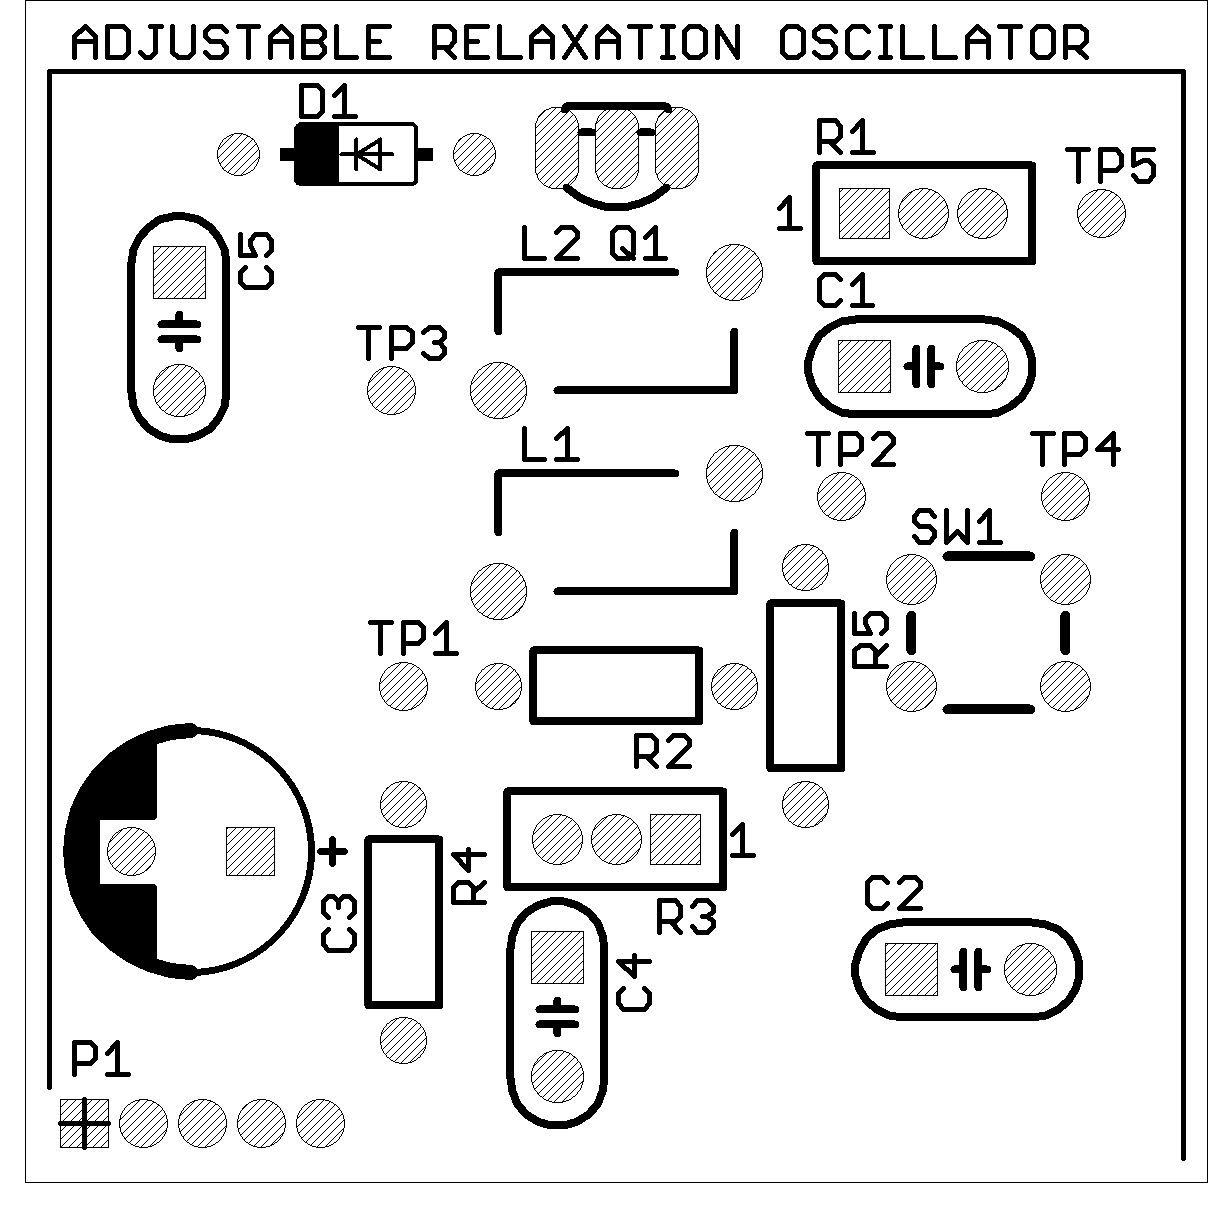 ADJUSTABLE RELAXATION OSCILLATOR
D1
R1
TP5
1
L2 Q1
C5
C1
TP3
L1
TP2
TP4
SW1
TP1
R5
R2
+
1
R4
C3
R3
C2
C4
P1